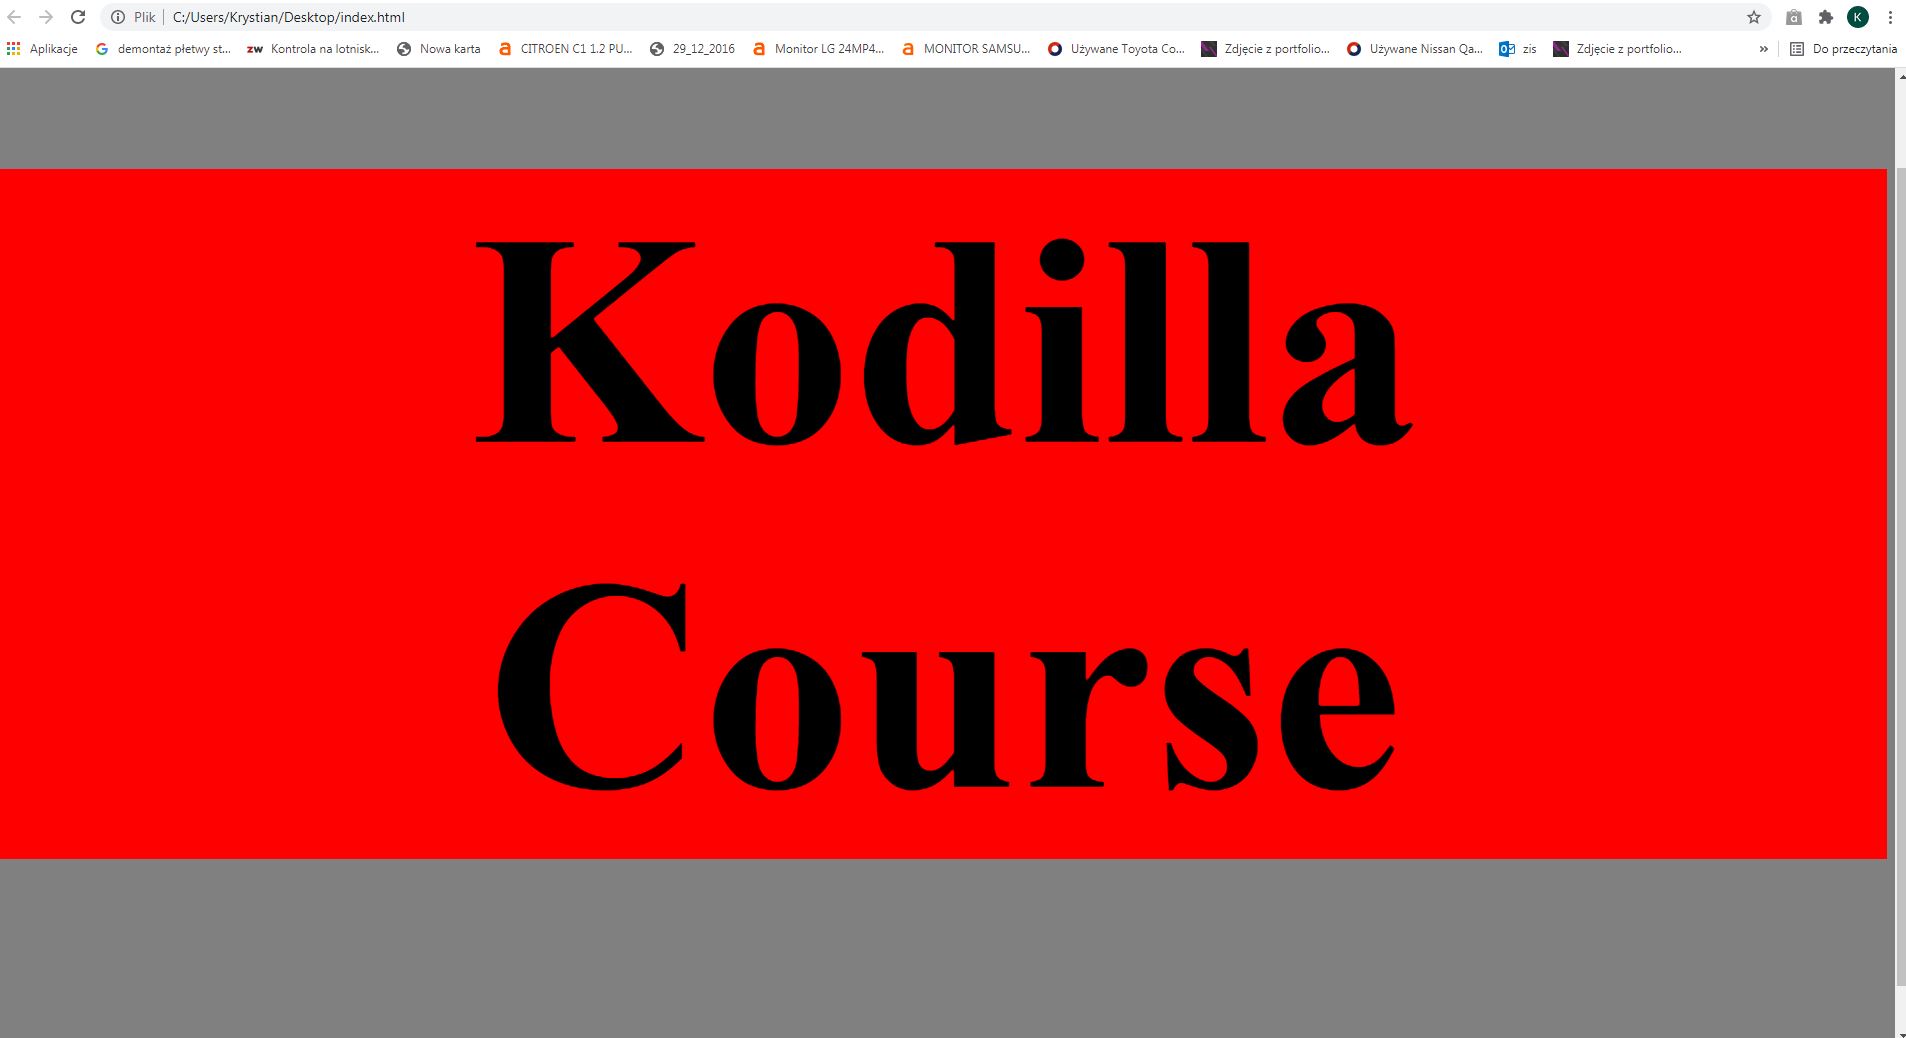 Plik C:/Users/Krystian/Desktop/index.html K
Aplikacje demontaż płetwy st... zw Kontrola na lotnisk... Nowa karta a CITROEN C1 1.2 PU... 29_12_2016 a Monitor LG 24MP4... a MONITOR SAMSU... Używane Toyota Co... Zdjęcie z portfolio... Używane Nissan Qa... zis Zdjęcie z portfolio... » Do przeczytania
Kodilla
Course